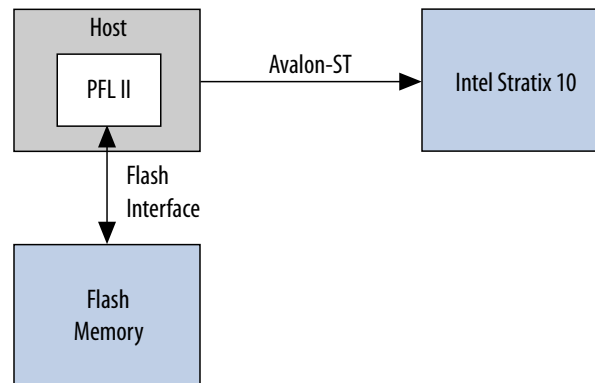 Host
PFL II
Avalon-ST
Intel Stratix 10
Flash
Interface
Flash
Memory